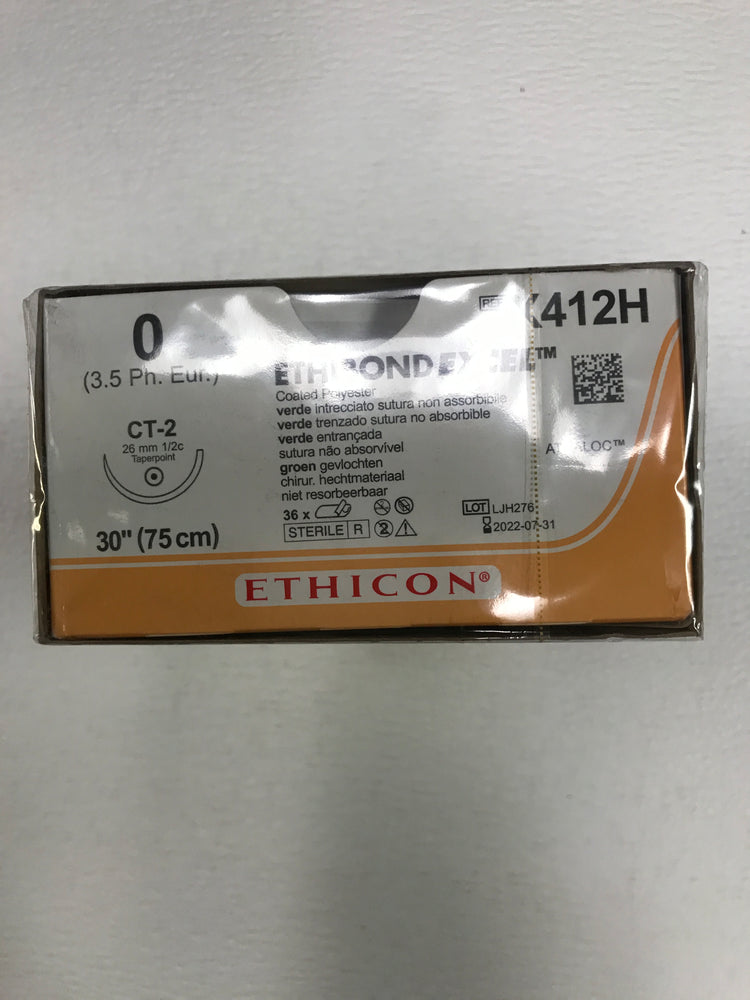 0
(3.5 Ph. Eur.)
CT-2
26 mm 1/2c
Taperpoint
30" (75 cm)
ETHIBOND EXCEL™
Coated Polyester
verde intrecciato sutura non assorbibile
verde trenzado sutura no absorbible
verde entrançada
sutura não absorvível
groen gevlochten
chirur. hechtmateriaal
niet resorbeerbaar
36 x
STERILE R
2
REF
412H
LOT LJH276
2022-07-31
ETHICON®